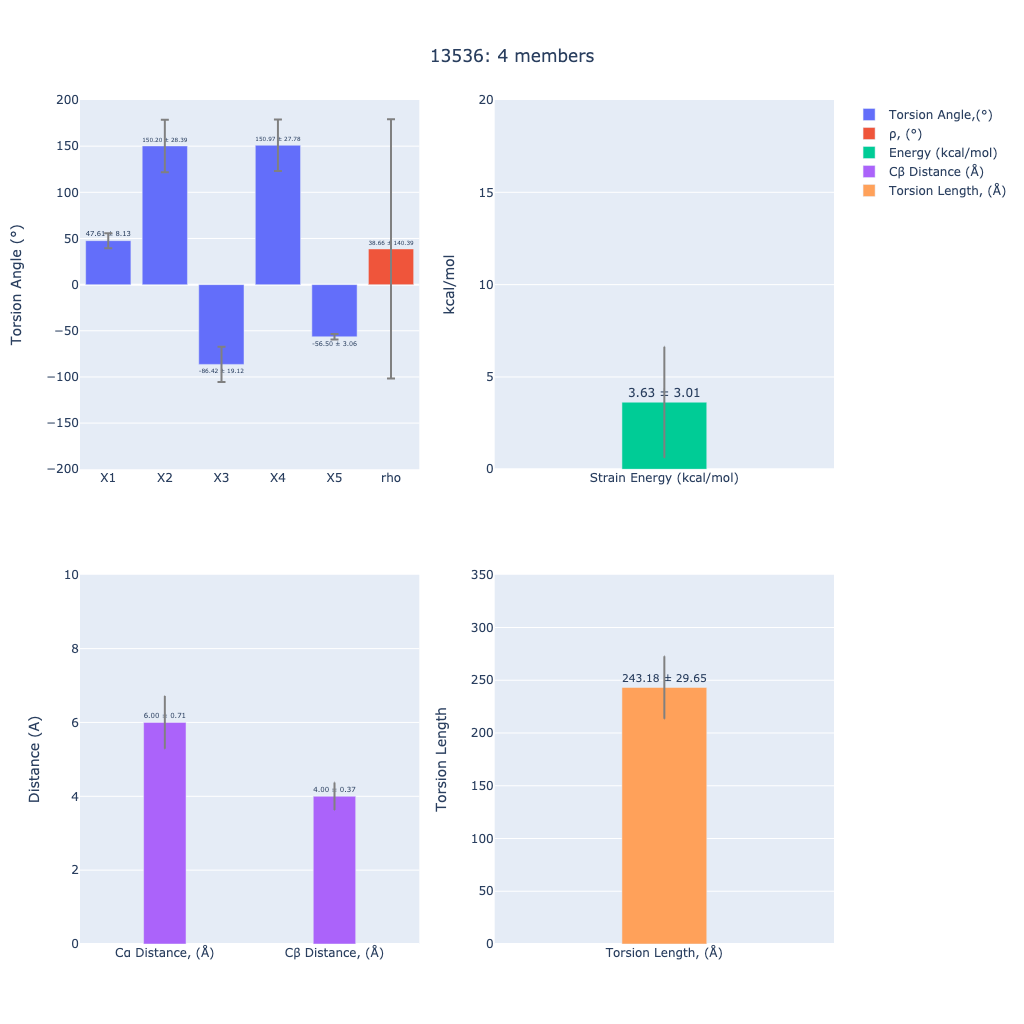 13536: 4 members
Torsion Angle (°)
200
150
100
50
0
−50
−100
−150
−200
47.61 ± 8.13
150.20 ± 28.39
-86.42 ± 19.12
150.97 ± 27.78
-56.50 ± 3.06
38.66 ± 140.39
X1 X2 X3 X4 X5 rho
kcal/mol
20
15
10
5
0
3.63 ± 3.01
Strain Energy (kcal/mol)
Torsion Angle,(°)
ρ, (°)
Energy (kcal/mol)
Cβ Distance (Å)
Torsion Length, (Å)
Distance (A)
10
8
6
4
2
0
6.00 ± 0.71
4.00 ± 0.37
Cα Distance, (Å) Cβ Distance, (Å)
Torsion Length
350
300
250
200
150
100
50
0
243.18 ± 29.65
Torsion Length, (Å)